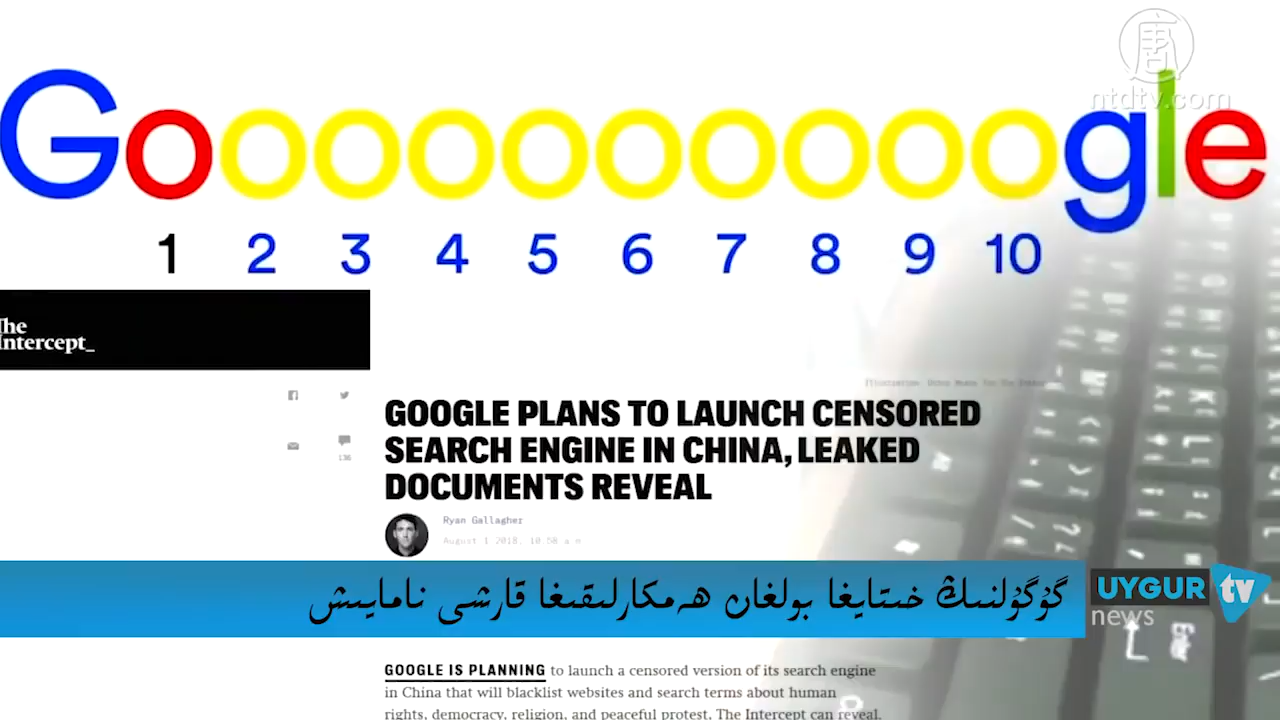 唐
ntdtv.com
Gooooooooooogle
1 2 3 4 5 6 7 8 9 10
The
Intercept_
GOOGLE PLANS TO LAUNCH CENSORED
SEARCH ENGINE IN CHINA, LEAKED
DOCUMENTS REVEAL
136
Ryan Gallagher
August 1 2018, 10:58 a m
گۇگۇلنىڭ خىتايغا بولغان ھەمكارلىقىغا قارشى نامايىش
UYGUR tv
news
GOOGLE IS PLANNING to launch a censored version of its search engine
in China that will blacklist websites and search terms about human
rights, democracy, religion, and peaceful protest, The Intercept can reveal.